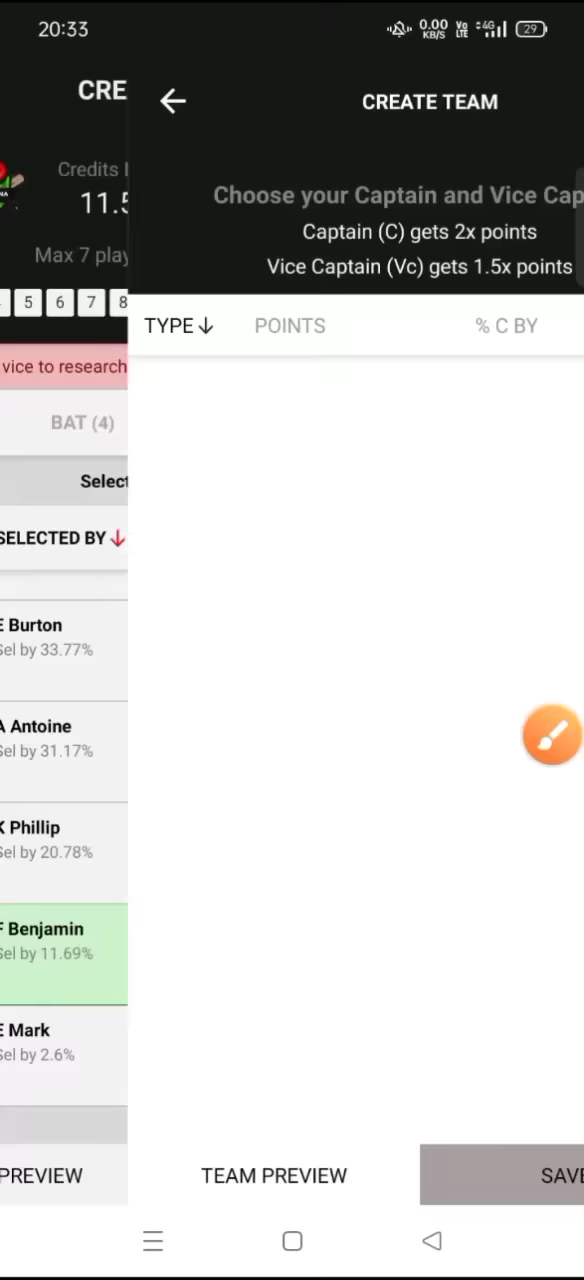 20:33
0.00 KB/S
Vo LTE
4G
29
CRE
CREATE TEAM
Credits
11.5
Choose your Captain and Vice Cap
Captain (C) gets 2x points
Max 7 play
Vice Captain (Vc) gets 1.5x points
5 6 7 8
TYPE↓ POINTS % C BY
vice to research
BAT (4)
Select
SELECTED BY↓
E Burton
Sel by 33.77%
A Antoine
Sel by 31.17%
K Phillip
Sel by 20.78%
F Benjamin
Sel by 11.69%
E Mark
Sel by 2.6%
PREVIEW
TEAM PREVIEW
SAVE